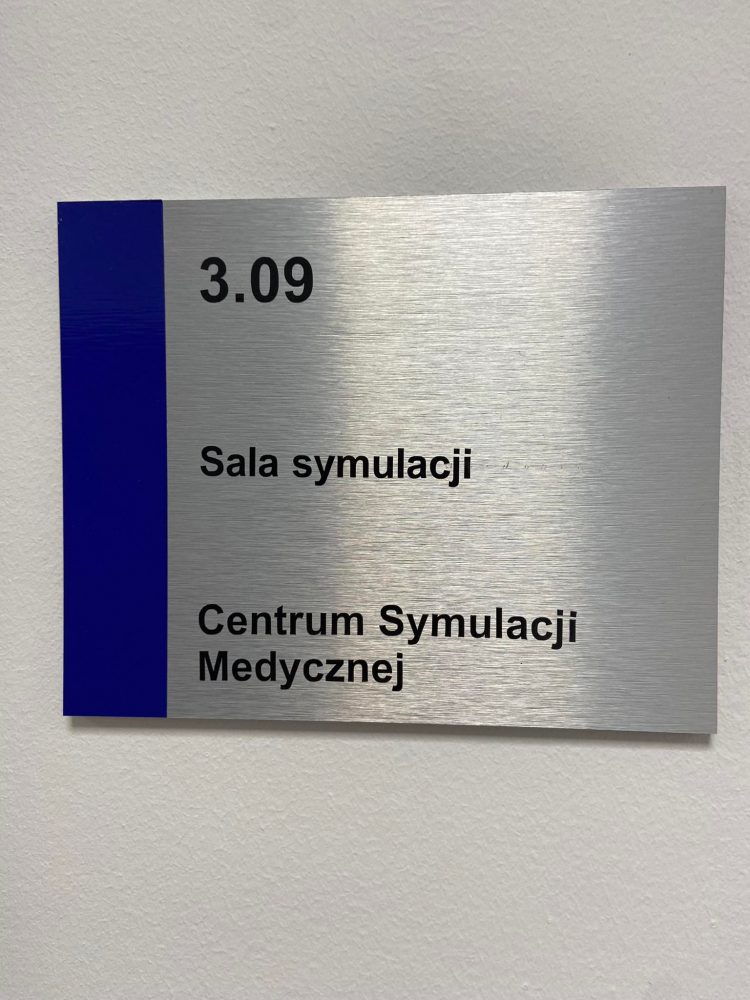 3.09
Sala symulacji
Centrum Symulacji
Medycznej